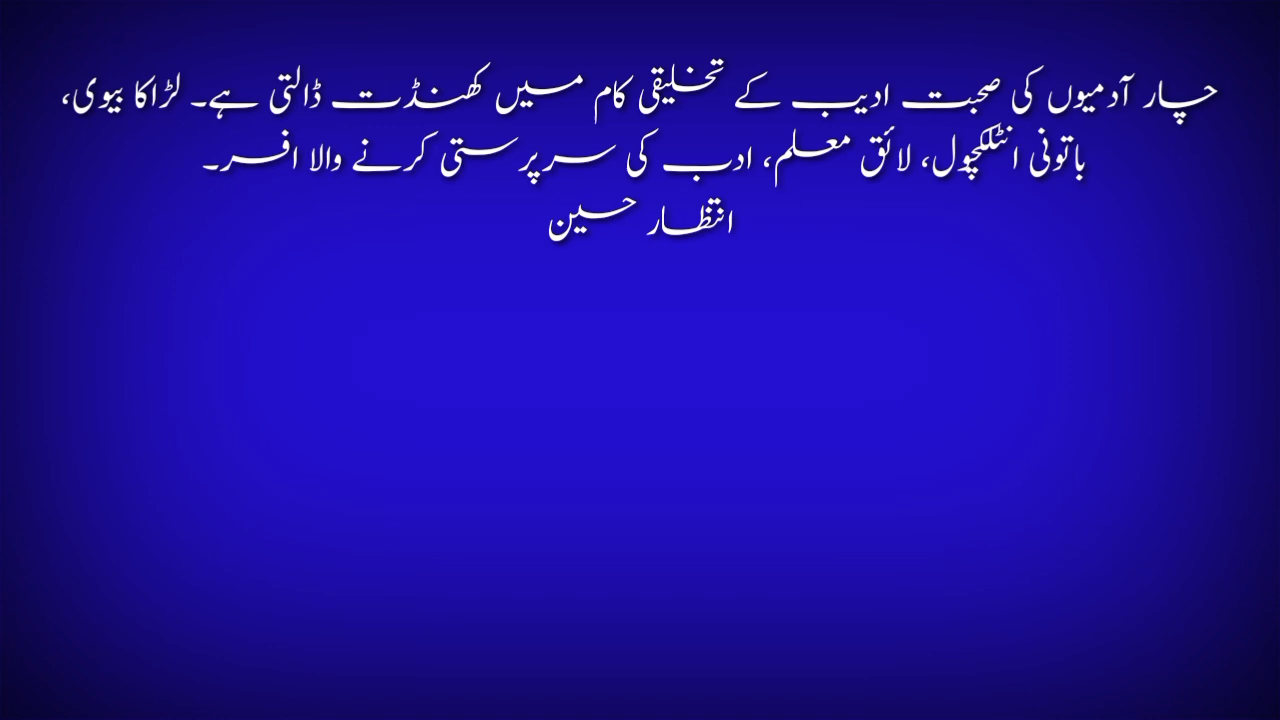 چار آدمیوں کی صحبت ادیب کے تخلیقی کام میں کھنڈت ڈالتی ہے۔ لڑاکا بیوی،
باتونی انٹلکچول، لائق معلم، ادب کی سرپرستی کرنے والا افسر۔
انتظار حسین